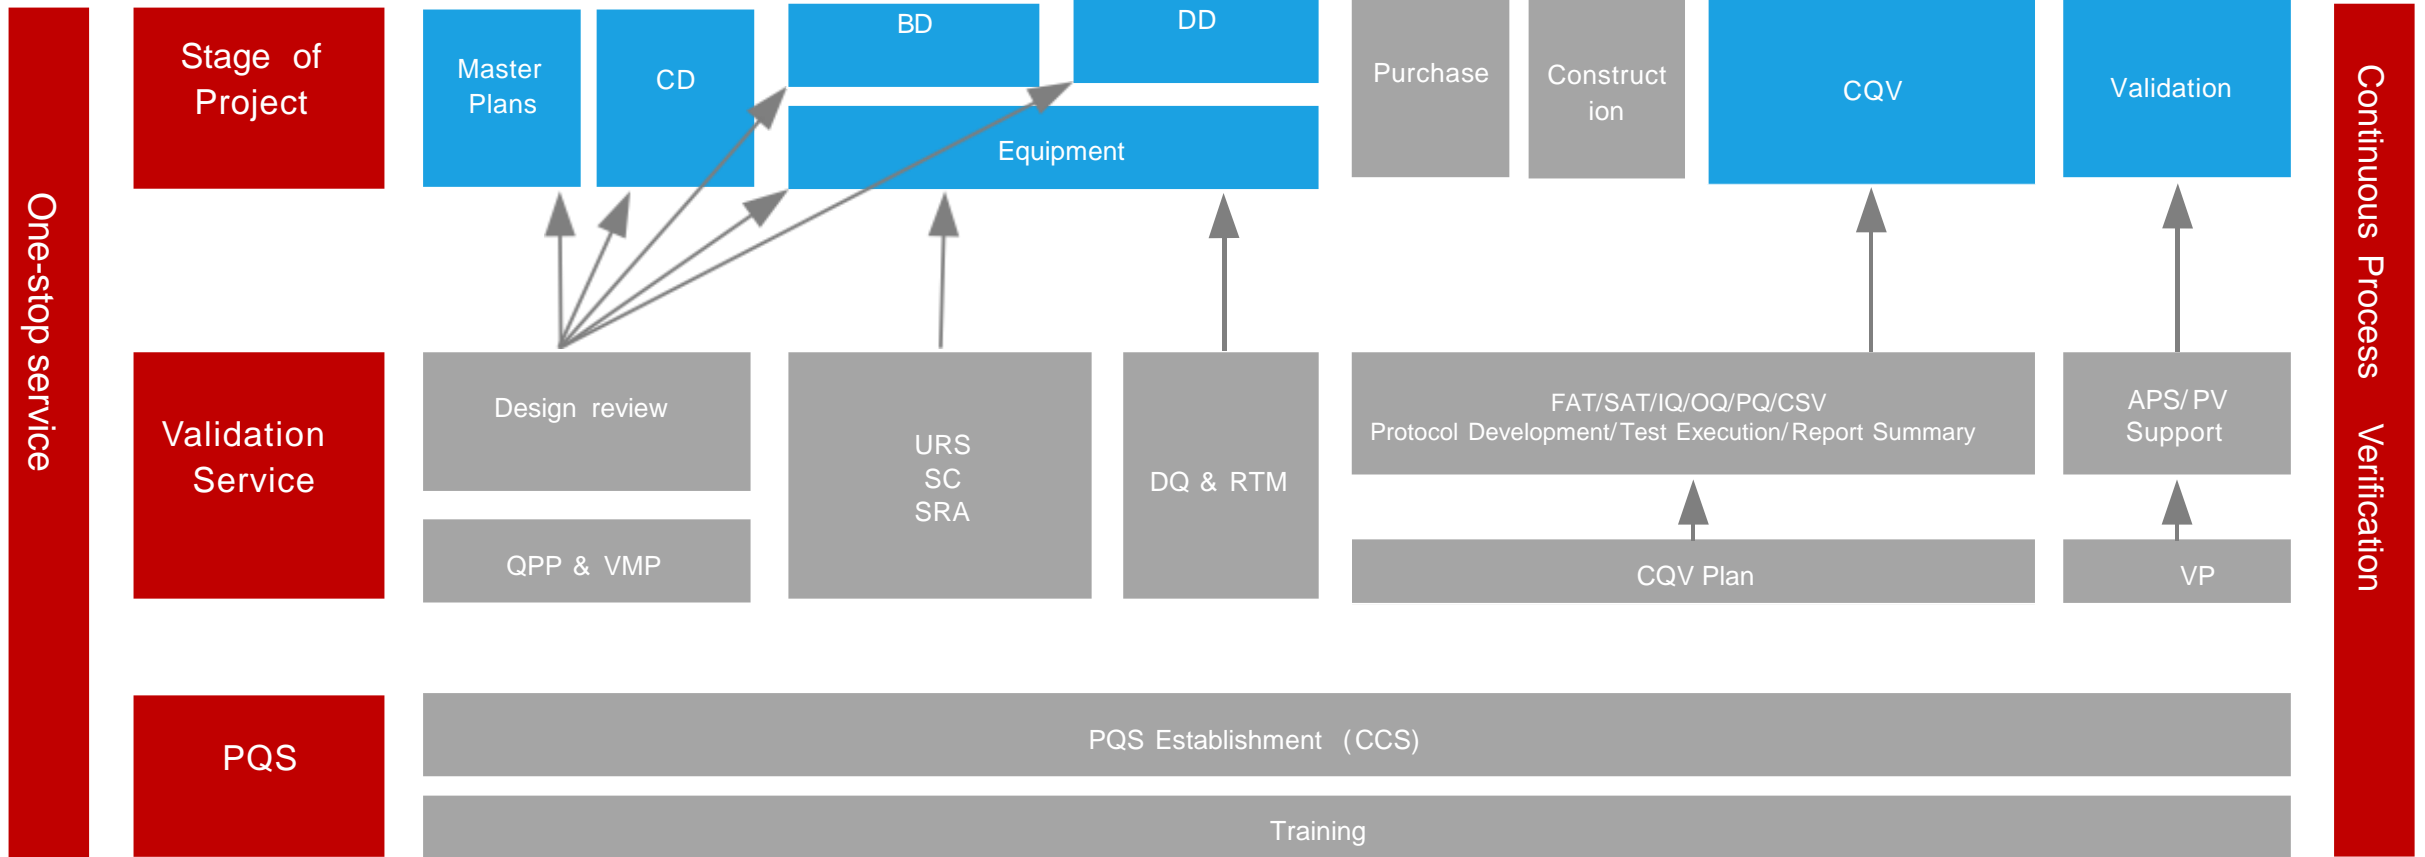 One-stop service
Stage of
Project
Master
Plans
CD
BD
DD
Equipment
Purchase
Construct
ion
CQV
Validation
Validation
Service
Design review
QPP & VMP
URS
SC
SRA
DQ & RTM
FAT/SAT/IQ/OQ/PQ/CSV
Protocol Development/Test Execution/Report Summary
CQV Plan
APS/PV
Support
VP
PQS
PQS Establishment (CCS)
Training
Continuous Process Verification